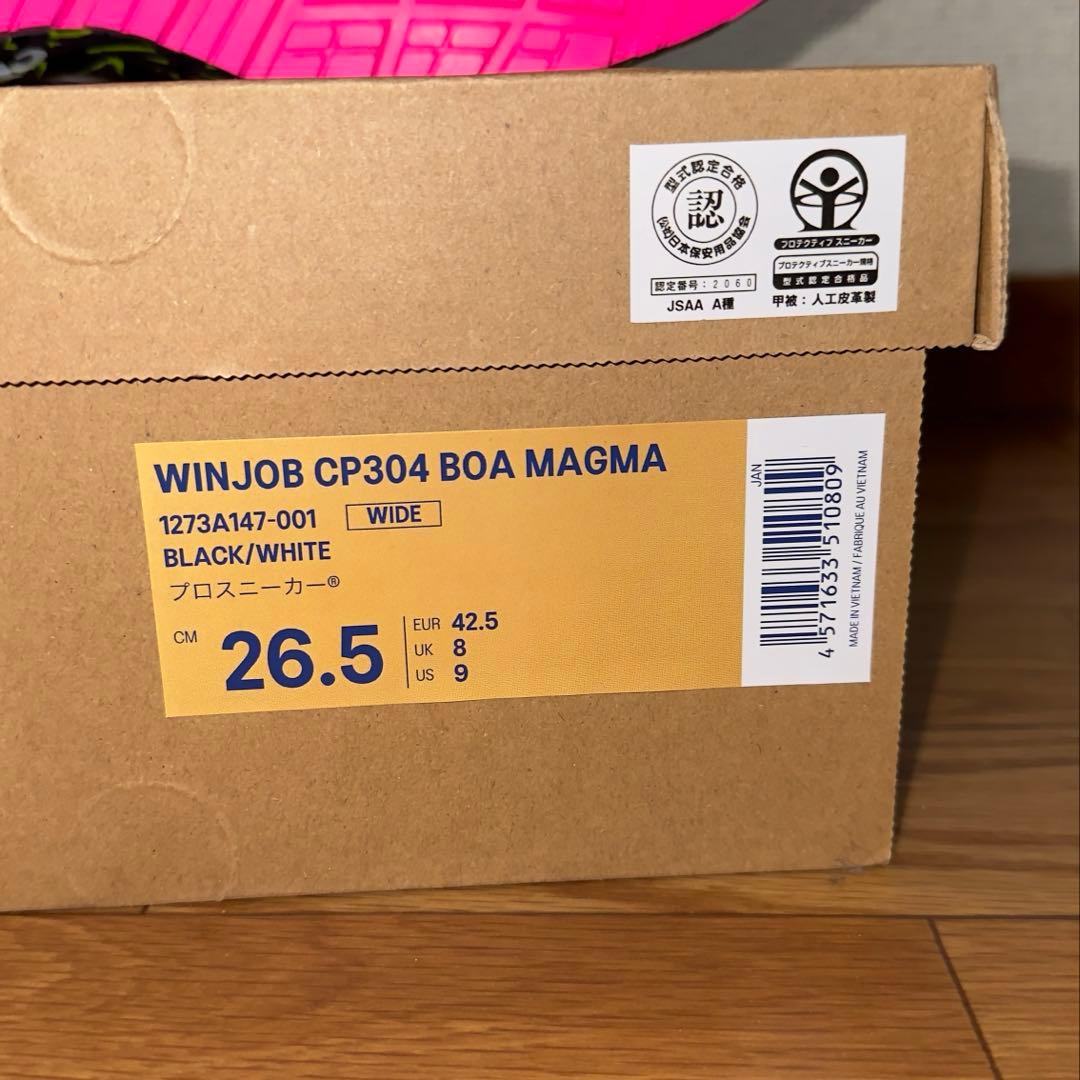 型式認定合格
認
(公社)日本保安用品協会
認定番号：2060
JSAA A種
プロテクティブ スニーカー
プロテクティブスニーカー規格
型式認定合格品
甲被：人工皮革製
WINJOB CP304 BOA MAGMA
1273A147-001 WIDE
BLACK/WHITE
プロスニーカー®
CM 26.5
EUR 42.5
UK 8
US 9
JAN
4 571633 510809
MADE IN VIETNAM / FABRIQUE AU VIETNAM